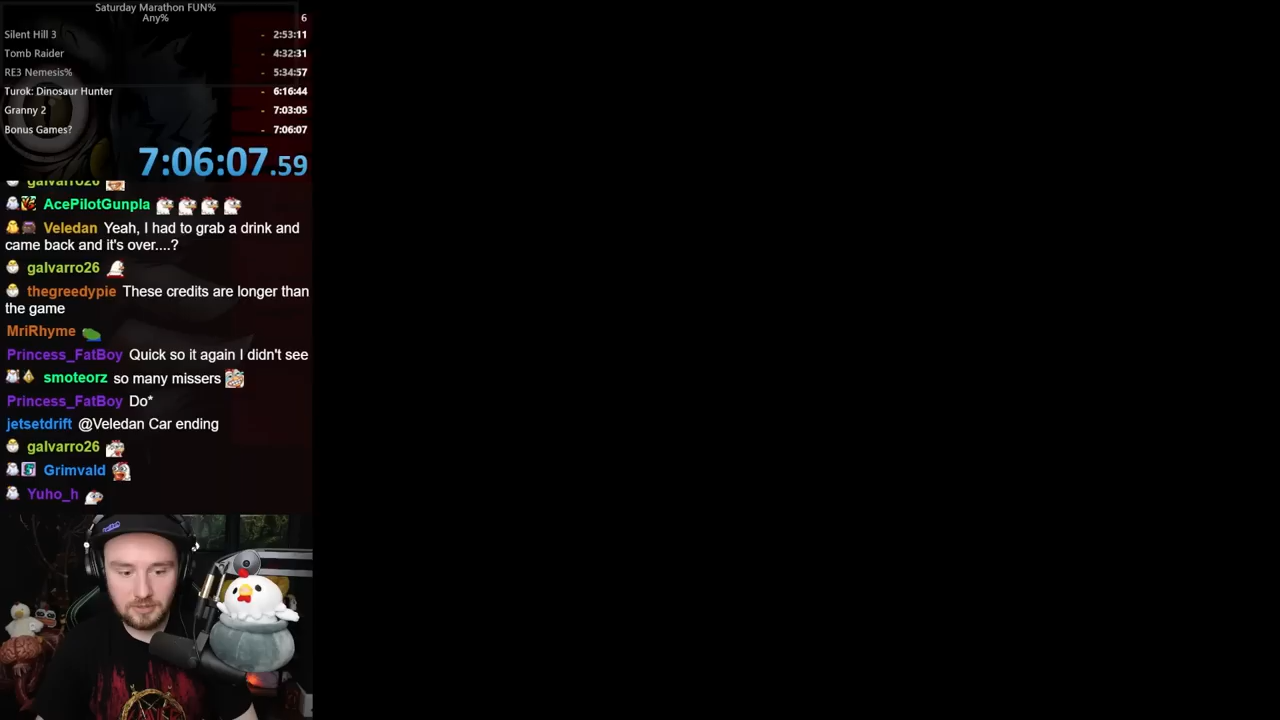 Saturday Marathon FUN%
Any%
6
Silent Hill 3 - 2:53:11
Tomb Raider - 4:32:31
RE3 Nemesis% - 5:34:57
Turok: Dinosaur Hunter - 6:16:44
Granny 2 - 7:03:05
Bonus Games? - 7:06:07
7:06:07.59
galvarro26
AcePilotGunpla
Veledan Yeah, I had to grab a drink and
came back and it's over....?
galvarro26
thegreedypie These credits are longer than
the game
MriRhyme
Princess_FatBoy Quick so it again I didn't see
smoteorz so many missers
Princess_FatBoy Do*
jetsetdrift @Veledan Car ending
galvarro26
Grimvald
Yuho_h